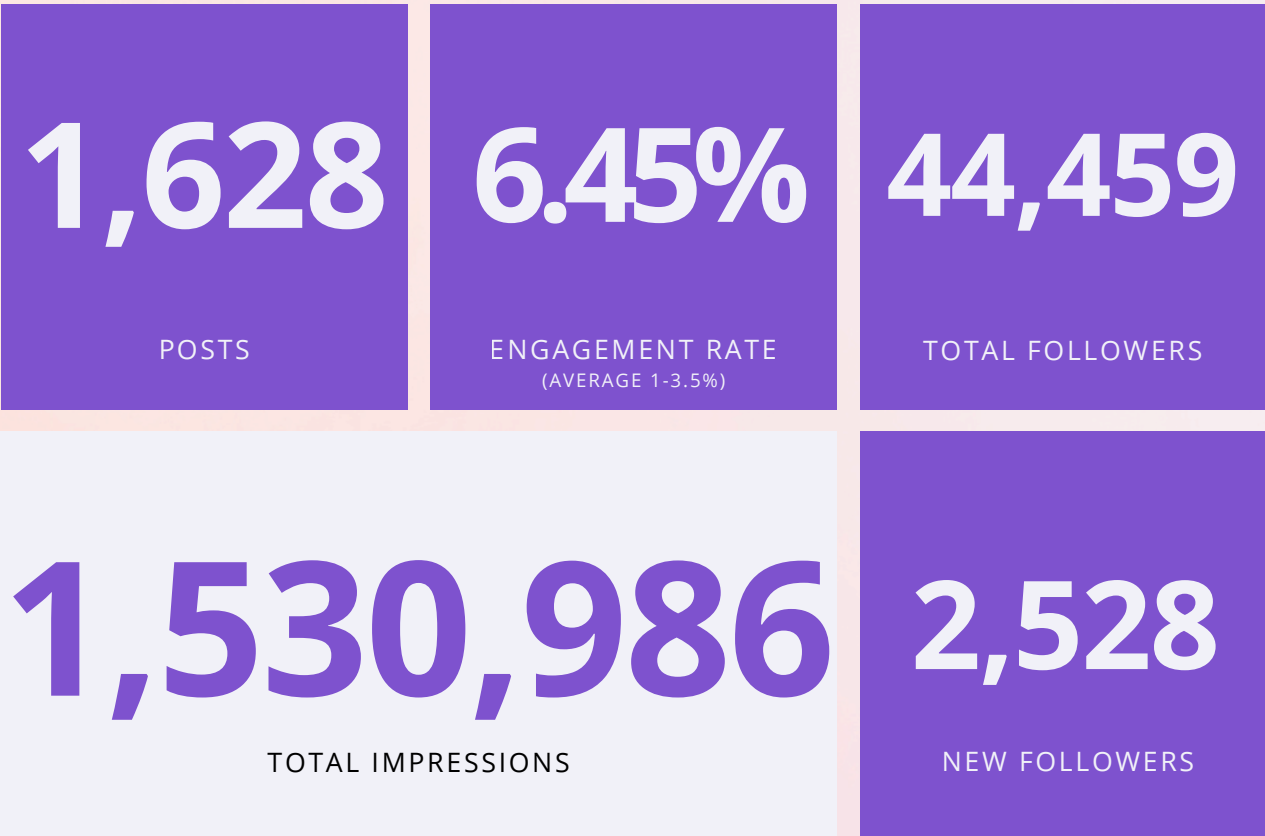 1,628
POSTS
6.45%
ENGAGEMENT RATE
(AVERAGE 1-3.5%)
44,459
TOTAL FOLLOWERS
1,530,986
TOTAL IMPRESSIONS
2,528
NEW FOLLOWERS